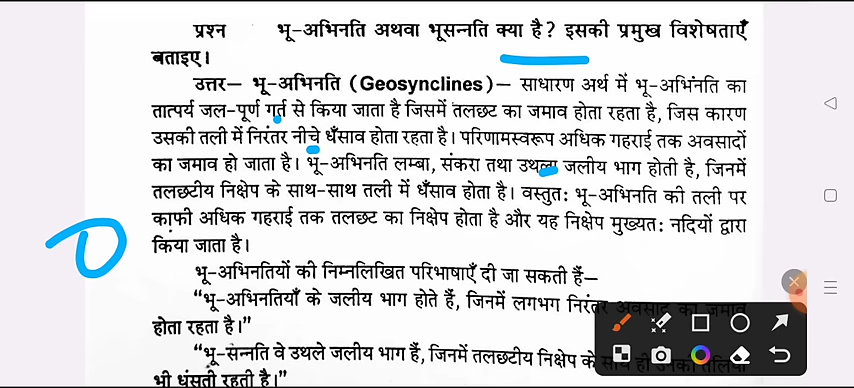 प्रश्न भू-अभिनति अथवा भूसन्नति क्या है? इसकी प्रमुख विशेषताएँ
बताइए।
उत्तर— भू-अभिनति (Geosynclines)— साधारण अर्थ में भू-अभिनति का
तात्पर्य जल-पूर्ण गर्त से किया जाता है जिसमें तलछट का जमाव होता रहता है, जिस कारण
उसकी तली में निरंतर नीचे धँसाव होता रहता है। परिणामस्वरूप अधिक गहराई तक अवसादों
का जमाव हो जाता है। भू-अभिनति लम्बा, संकरा तथा उथला जलीय भाग होती है, जिनमें
तलछटीय निक्षेप के साथ-साथ तली में धँसाव होता है। वस्तुतः भू-अभिनति की तली पर
काफी अधिक गहराई तक तलछट का निक्षेप होता है और यह निक्षेप मुख्यतः नदियों द्वारा
किया जाता है।
भू-अभिनतियों की निम्नलिखित परिभाषाएँ दी जा सकती हैं—
“भू-अभिनतियाँ के जलीय भाग होते हैं, जिनमें लगभग निरंतर अवसाद का जमाव
होता रहता है।”
“भू-सन्नति वे उथले जलीय भाग हैं, जिनमें तलछटीय निक्षेप के साथ ही उनकी तलियाँ
भी धंसती रहती है।”